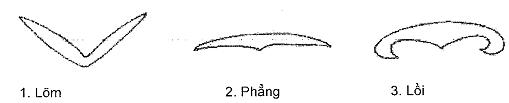 1. Lõm 2. Phẳng 3. Lồi